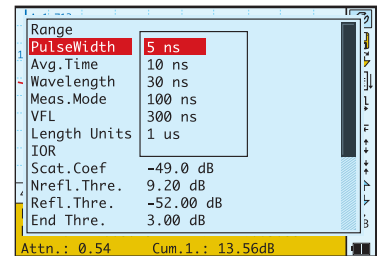 Range
PulseWidth 5 ns
Avg.Time 10 ns
Wavelength 30 ns
Meas.Mode 100 ns
VFL 300 ns
Length Units 1 us
IOR
Scat.Coef -49.0 dB
Nrefl.Thre. 9.20 dB
Refl.Thre. -52.00 dB
End Thre. 3.00 dB
Attn.: 0.54 Cum.1.: 13.56dB